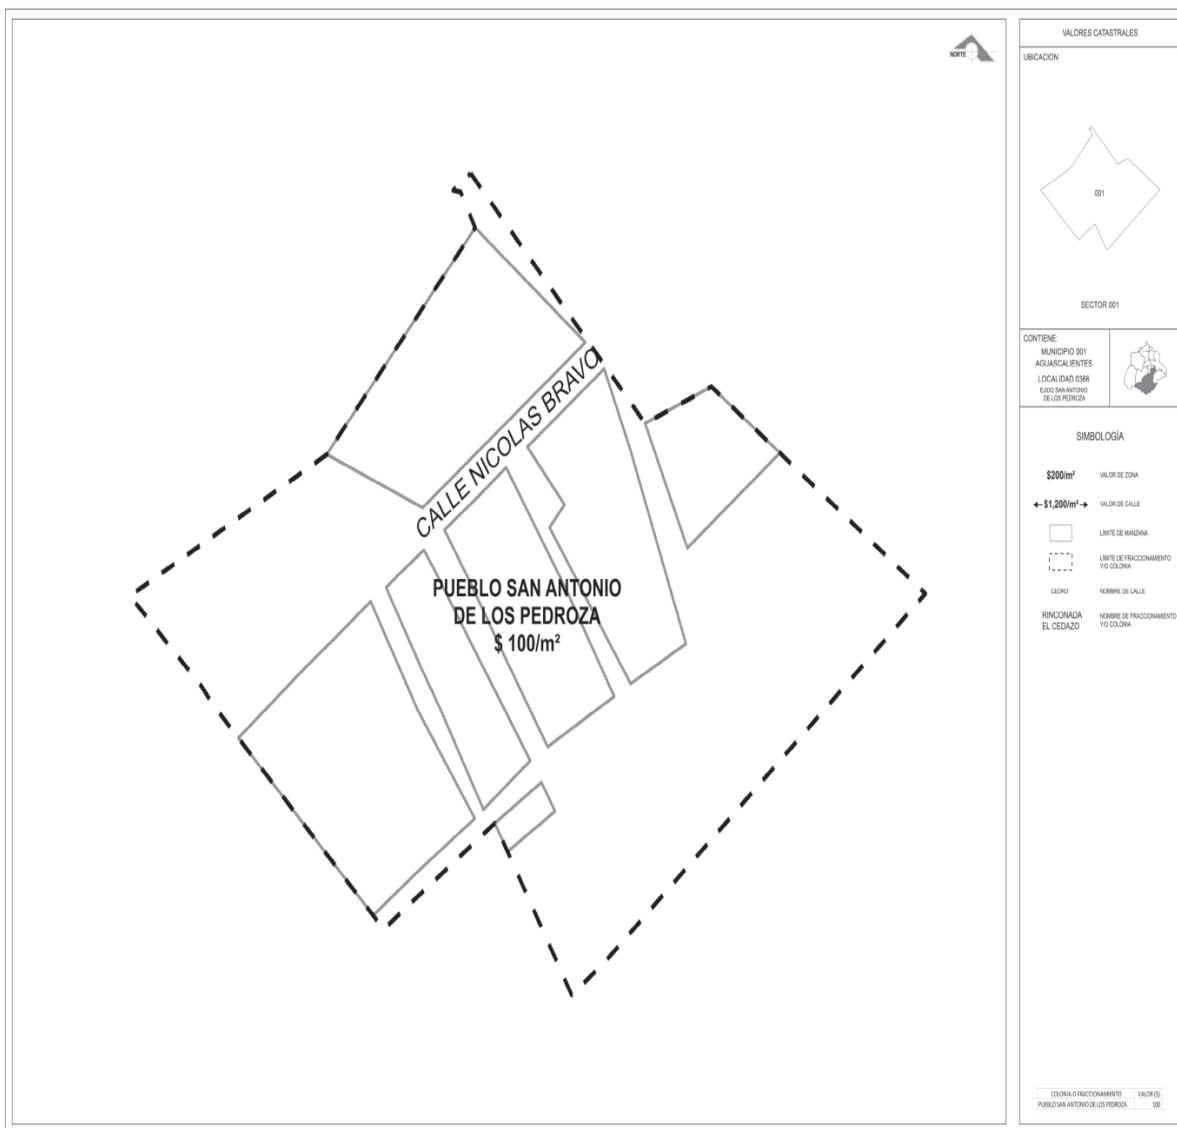 NORTE
CALLE NICOLAS BRAVO
PUEBLO SAN ANTONIO
DE LOS PEDROZA
$ 100/m²
VALORES CATASTRALES
UBICACION
001
SECTOR 001
CONTIENE:
MUNICIPIO 001
AGUASCALIENTES
LOCALIDAD 0366
EJIDO SAN ANTONIO
DE LOS PEDROZA
SIMBOLOGÍA
$200/m² VALOR DE ZONA
$1,200/m² VALOR DE CALLE
LÍMITE DE MANZANA
LÍMITE DE FRACCIONAMIENTO
Y/O COLONIA
CEDRO NOMBRE DE CALLE
RINCONADA
EL CEDAZO
NOMBRE DE FRACCIONAMIENTO
Y/O COLONIA
COLONIA O FRACCIONAMIENTO VALOR ($)
PUEBLO SAN ANTONIO DE LOS PEDROZA 100